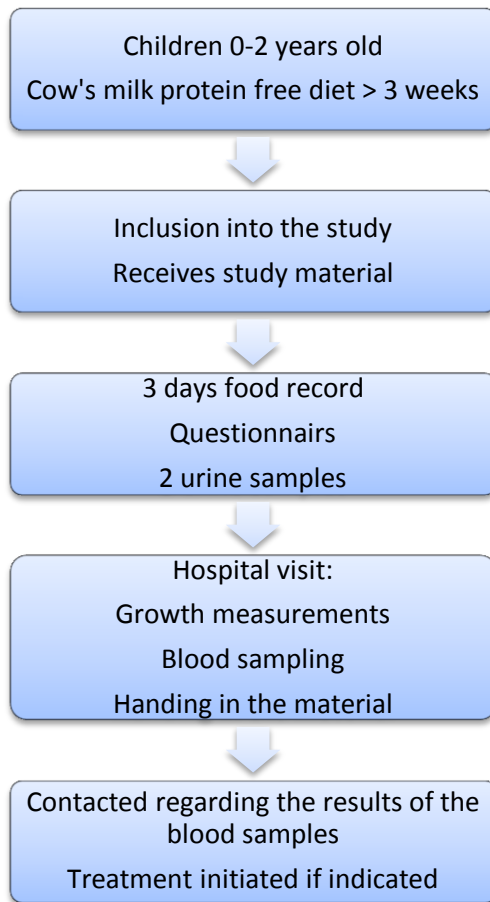 Children 0-2 years old
Cow's milk protein free diet > 3 weeks
Inclusion into the study
Receives study material
3 days food record
Questionnairs
2 urine samples
Hospital visit:
Growth measurements
Blood sampling
Handing in the material
Contacted regarding the results of the
blood samples
Treatment initiated if indicated